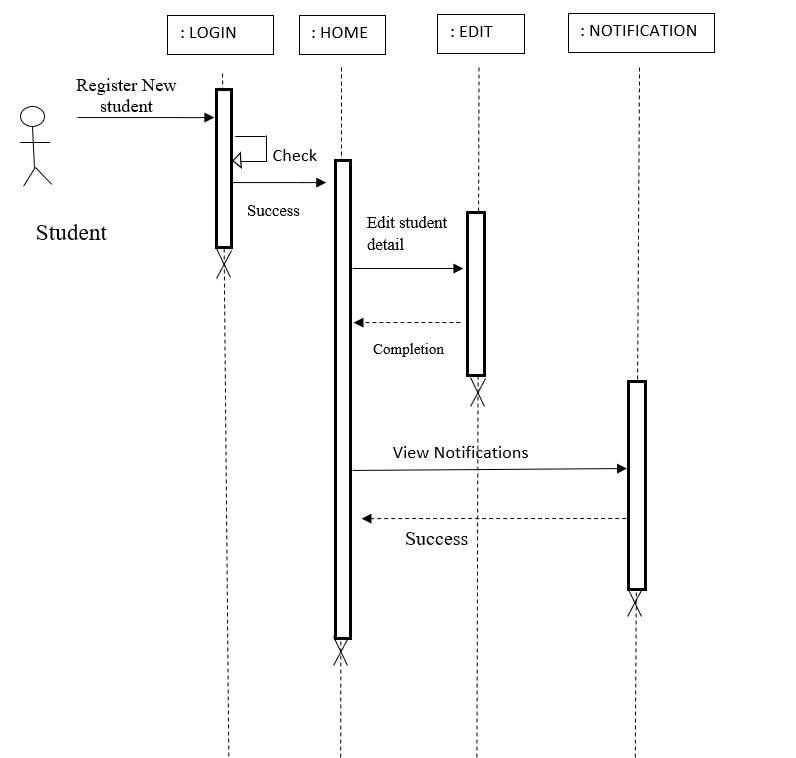 : LOGIN
: HOME
: EDIT
: NOTIFICATION
Register New
student
Check
Success
Student
Edit student
detail
Completion
View Notifications
Success